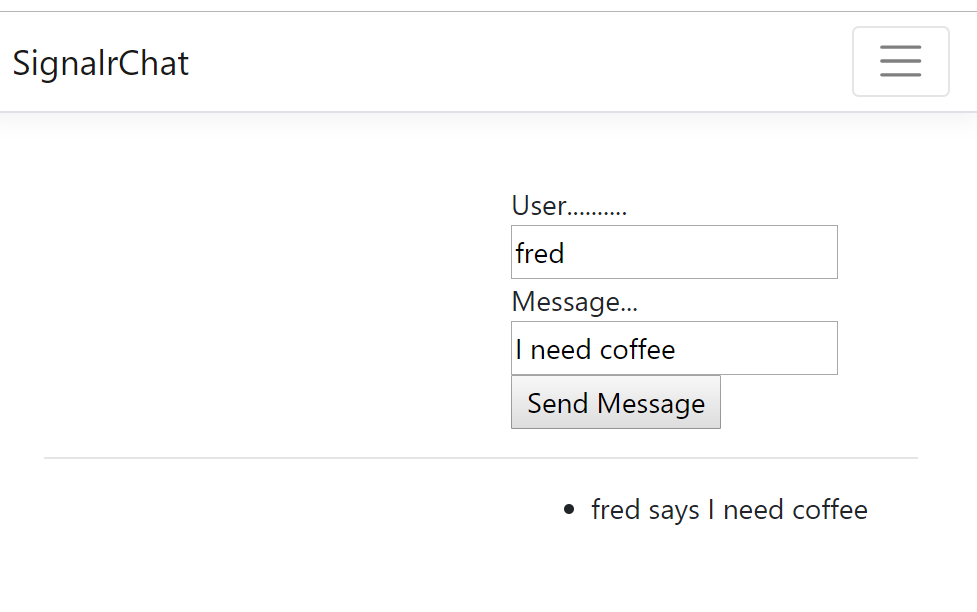 SignalrChat
User..........
fred
Message...
I need coffee
Send Message
fred says I need coffee